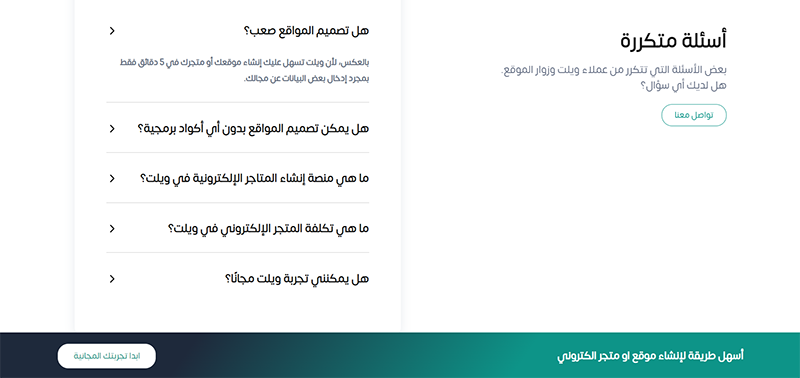 أسئلة متكررة
بعض الأسئلة التي تتكرر من عملاء ويلت وزوار الموقع.
هل لديك أي سؤال؟
تواصل معنا
هل تصميم المواقع صعب؟
بالعكس، لأن ويلت تسهل عليك إنشاء موقعك أو متجرك في 5 دقائق فقط
بمجرد إدخال بعض البيانات عن مجالك.
هل يمكن تصميم المواقع بدون أي أكواد برمجية؟
ما هي منصة إنشاء المتاجر الإلكترونية في ويلت؟
ما هي تكلفة المتجر الإلكتروني في ويلت؟
هل يمكنني تجربة ويلت مجانًا؟
أسهل طريقة لإنشاء موقع او متجر الكتروني
ابدا تجربتك المجانية